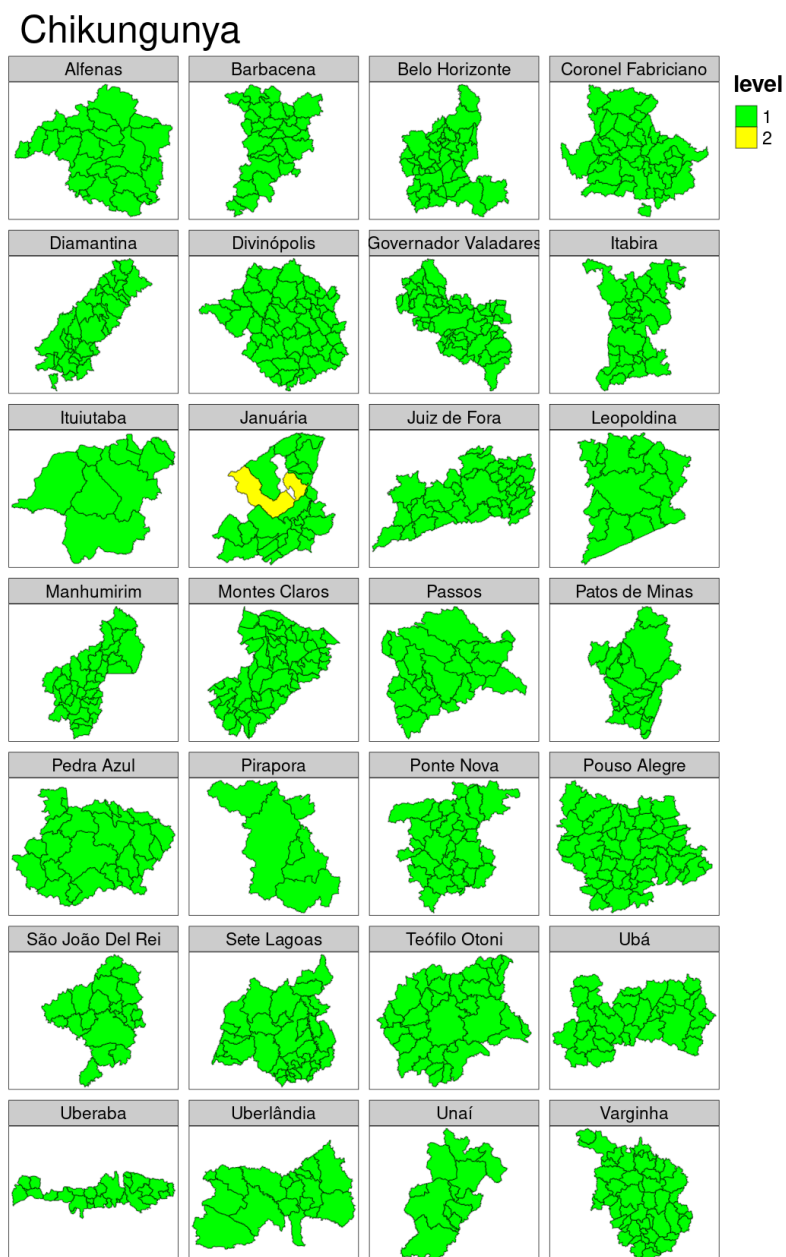 Chikungunya
Alfenas
Barbacena
Belo Horizonte
Coronel Fabriciano
level
1
2
Diamantina
Divinópolis
Governador Valadares
Itabira
Ituiutaba
Januária
Juiz de Fora
Leopoldina
Manhumirim
Montes Claros
Passos
Patos de Minas
Pedra Azul
Pirapora
Ponte Nova
Pouso Alegre
São João Del Rei
Sete Lagoas
Teófilo Otoni
Ubá
Uberaba
Uberlândia
Unaí
Varginha